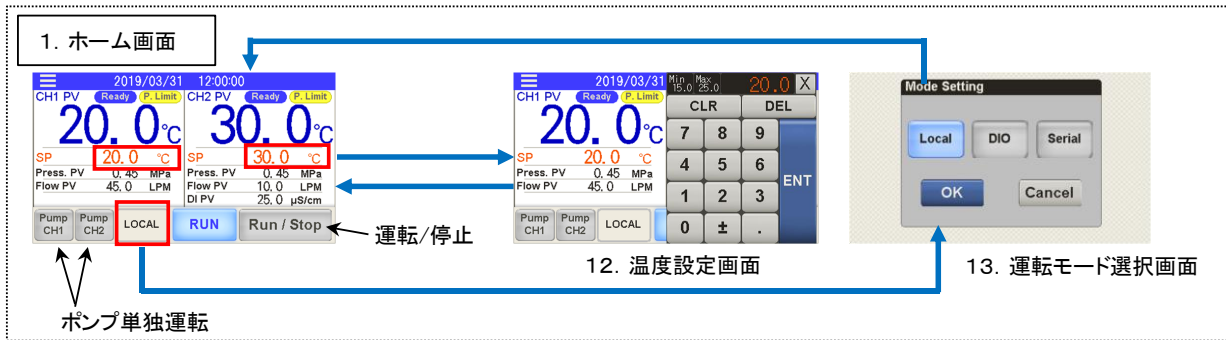 1. ホーム画面
2019/03/31 12:00:00
CH1 PV Ready P. Limit
20. 0℃
SP 20. 0 ℃
Press. PV 0. 45 MPa
Flow PV 45. 0 LPM
CH2 PV Ready P. Limit
30. 0℃
SP 30. 0 ℃
Press. PV 0. 45 MPa
Flow PV 10. 0 LPM
DI PV 25. 0 μS/cm
Pump CH1
Pump CH2
LOCAL
RUN
Run / Stop
運転/停止
ポンプ単独運転
2019/03/31
CH1 PV Ready P. Limit
20. 0℃
SP 20. 0 ℃
Press. PV 0. 45 MPa
Flow PV 45. 0 LPM
Pump CH1
Pump CH2
LOCAL
Min Max
15.0 25.0
20.0 X
CLR DEL
7 8 9
4 5 6
ENT
1 2 3
0 ± .
12. 温度設定画面
Mode Setting
Local DIO Serial
OK Cancel
13. 運転モード選択画面